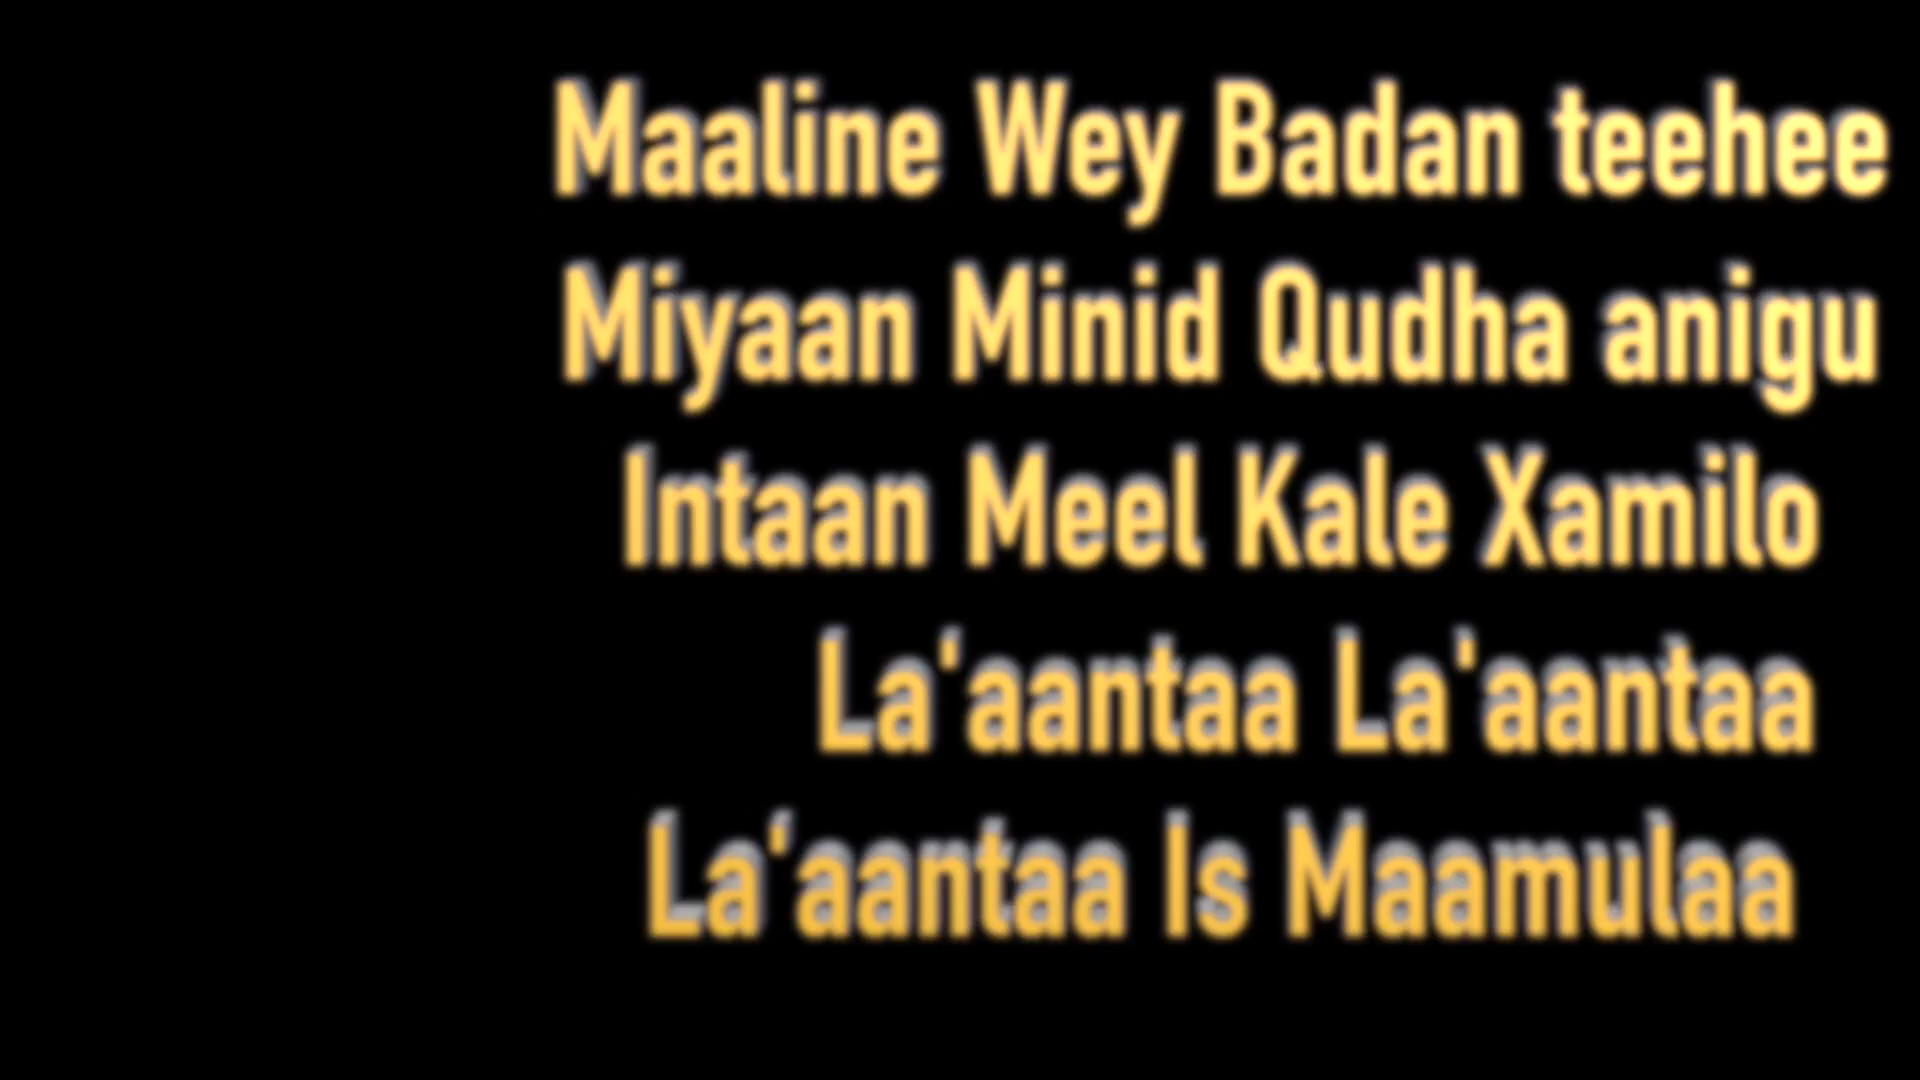 Maaline Wey Badan teehee
Miyaan Minid Qudha anigu
Intaan Meel Kale Xamilo
La'aantaa La'aantaa
La'aantaa Is Maamulaa